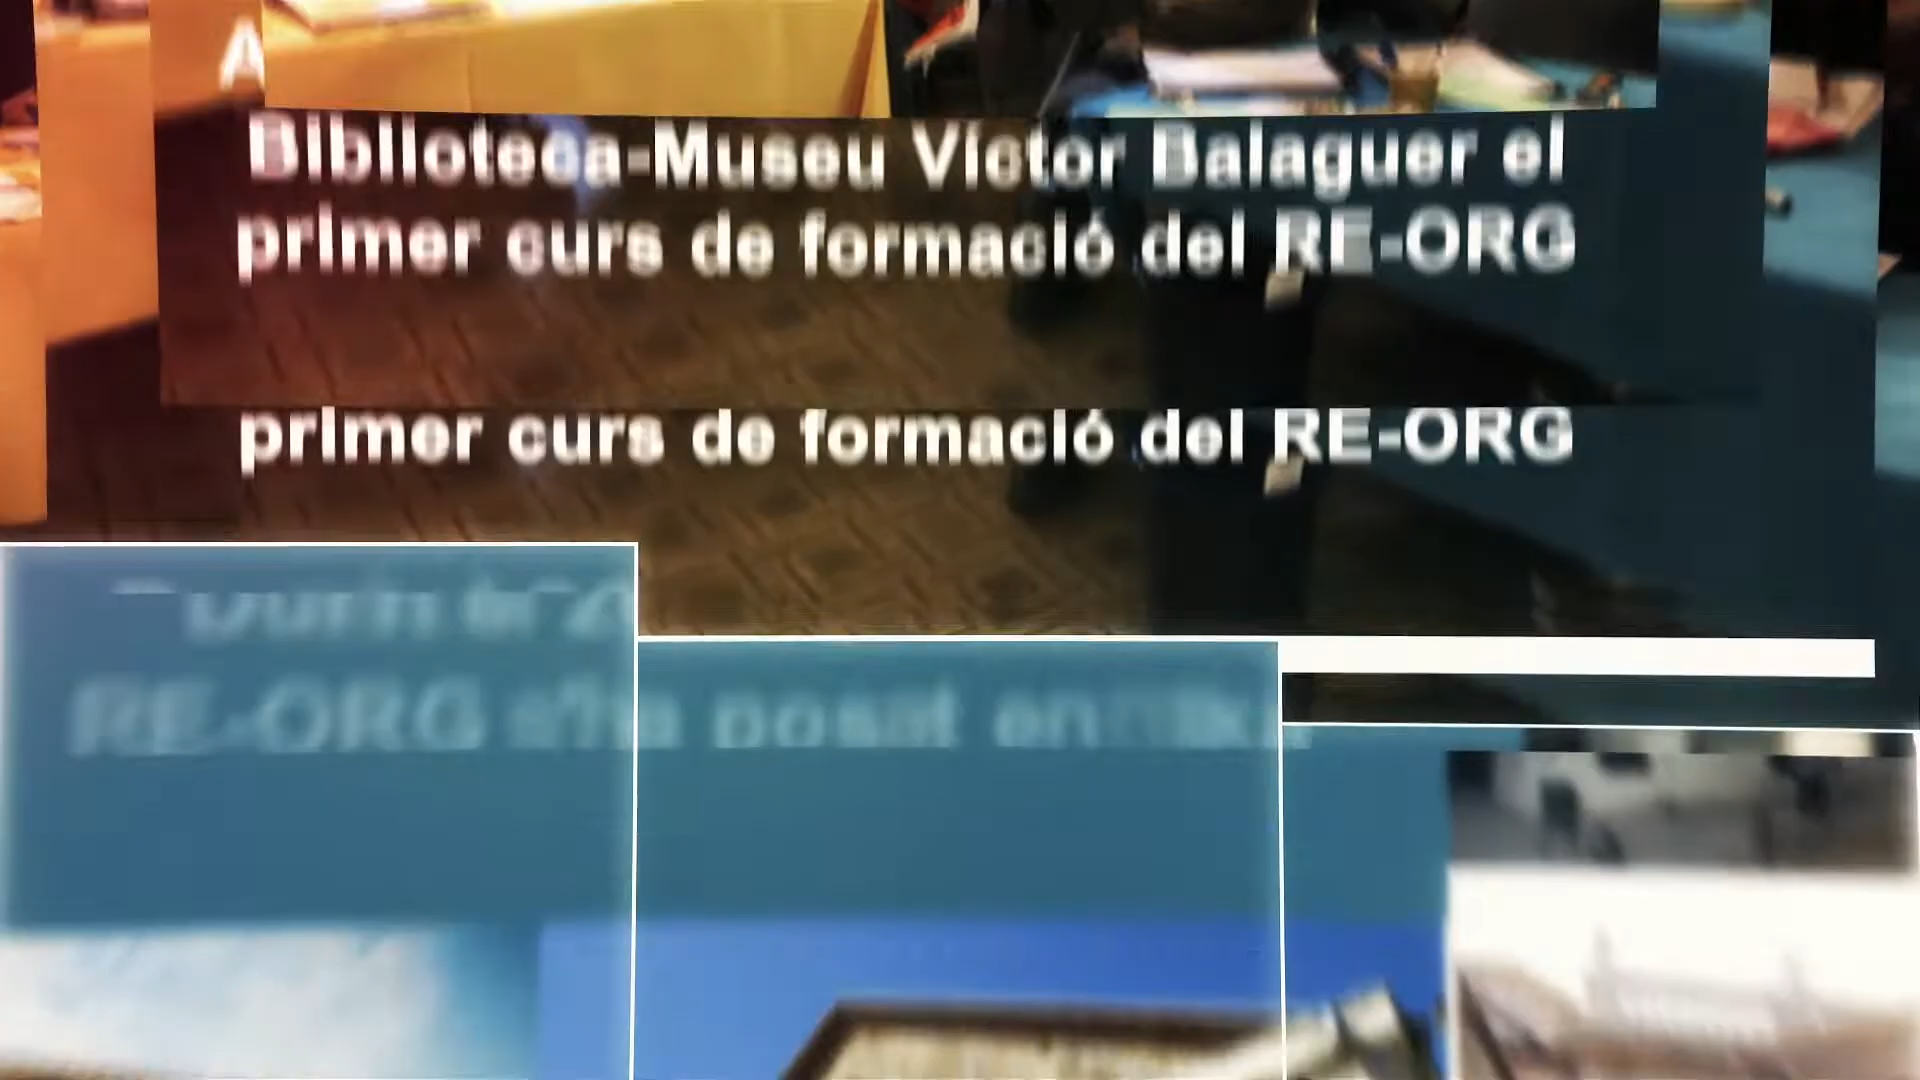 A
Biblioteca-Museu Víctor Balaguer el
primer curs de formació del RE-ORG
primer curs de formació del RE-ORG
RE-ORG s'ha posat en